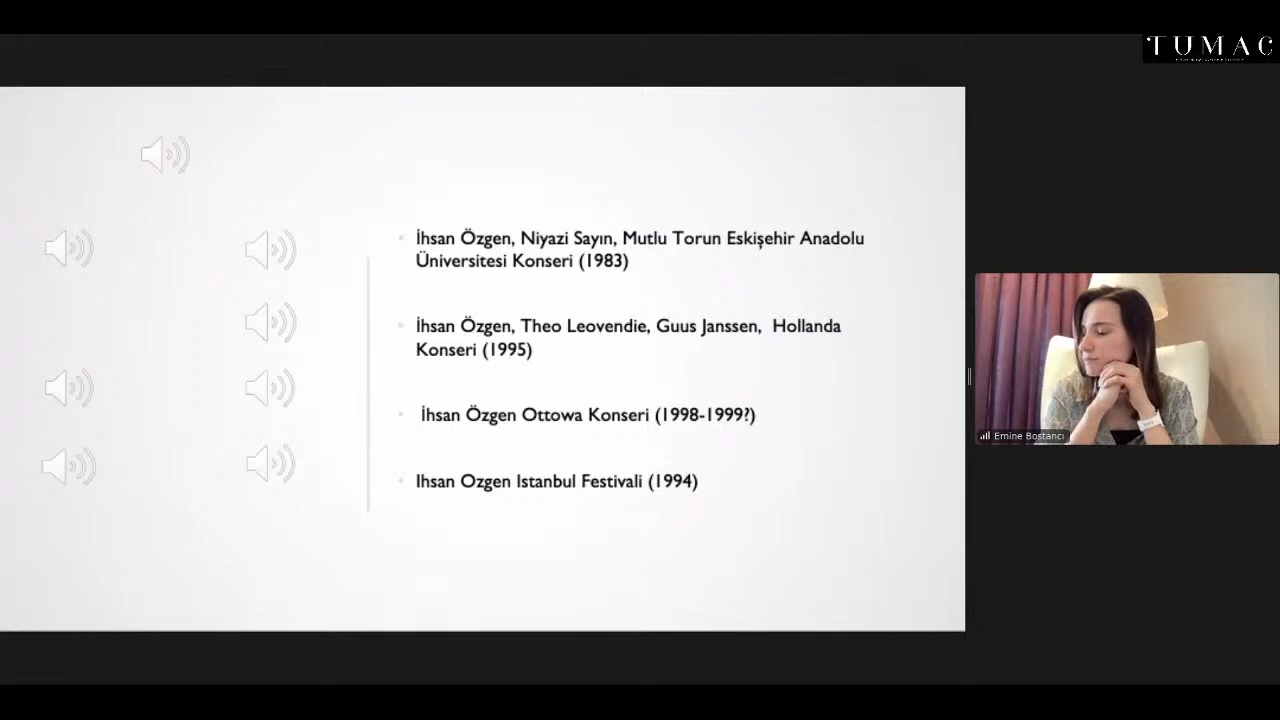 TUMAC
İhsan Özgen, Niyazi Sayın, Mutlu Torun Eskişehir Anadolu
Üniversitesi Konseri (1983)
İhsan Özgen, Theo Leovendie, Guus Janssen, Hollanda
Konseri (1995)
İhsan Özgen Ottowa Konseri (1998-1999?)
Ihsan Ozgen Istanbul Festivali (1994)
Emine Bostancı